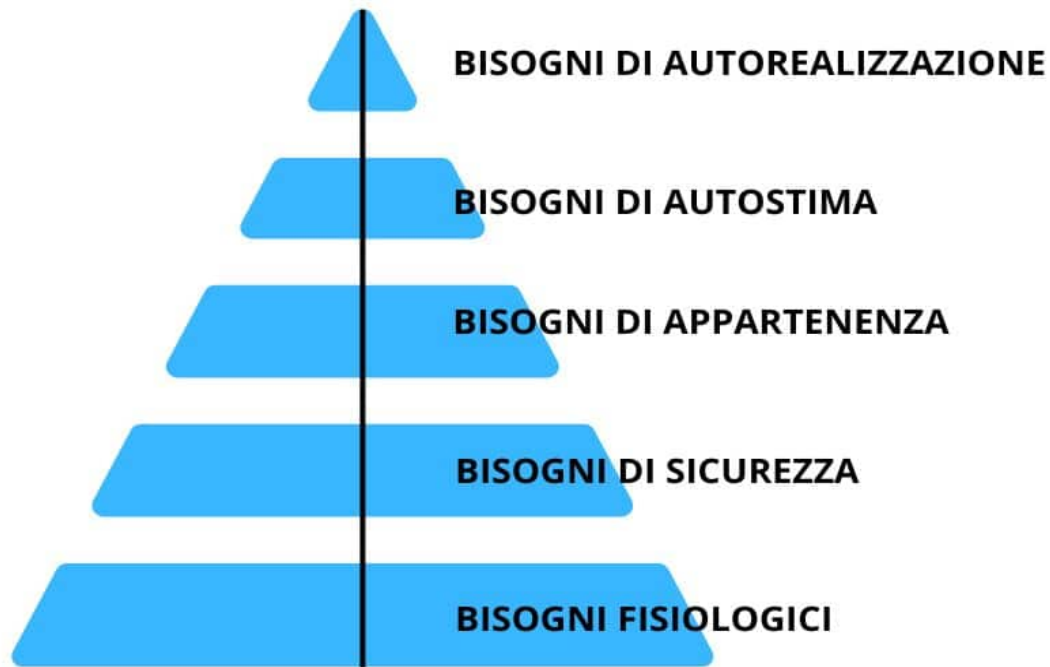 BISOGNI DI AUTOREALIZZAZIONE
BISOGNI DI AUTOSTIMA
BISOGNI DI APPARTENENZA
BISOGNI DI SICUREZZA
BISOGNI FISIOLOGICI